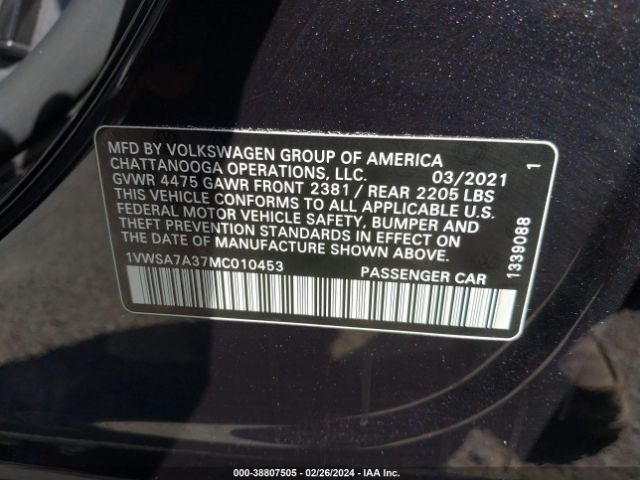 MFD BY VOLKSWAGEN GROUP OF AMERICA
CHATTANOOGA OPERATIONS, LLC. 03/2021
GVWR 4475 GAWR FRONT 2381 / REAR 2205 LBS
THIS VEHICLE CONFORMS TO ALL APPLICABLE U.S.
FEDERAL MOTOR VEHICLE SAFETY, BUMPER AND
THEFT PREVENTION STANDARDS IN EFFECT ON
THE DATE OF MANUFACTURE SHOWN ABOVE.
1VWSA7A37MC010453 PASSENGER CAR
1339088 1
000-38807505 - 02/26/2024 - IAA Inc.